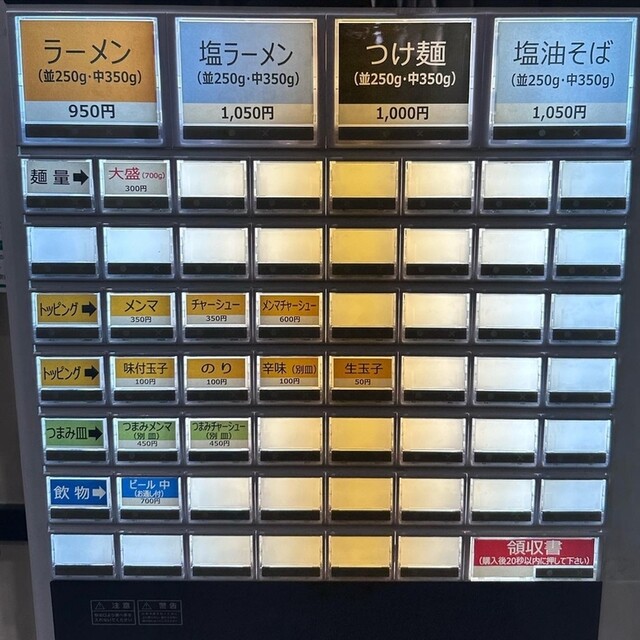 ラーメン
(並250g･中350g)
950円
塩ラーメン
(並250g･中350g)
1,050円
つけ麺
(並250g･中350g)
1,000円
塩油そば
(並250g･中350g)
1,050円
麺量➡
大盛(700g)
300円
トッピング➡
メンマ
350円
チャーシュー
350円
メンマチャーシュー
600円
トッピング➡
味付玉子
100円
のり
100円
辛味(別皿)
100円
生玉子
50円
つまみ皿➡
つまみメンマ
(別皿)
450円
つまみチャーシュー
(別皿)
450円
飲物➡
ビール中
(お通し付)
700円
領収書
(購入後20秒以内に押して下さい)
注意
警告